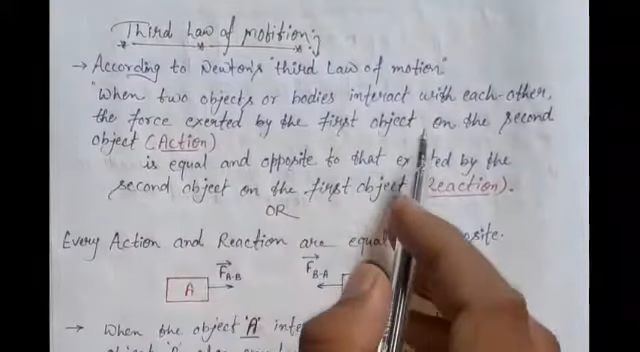 Third Law of mobition:
→ According to Newton's "third Law of motion"
"When two objects or bodies interact with each-other,
the force exerted by the first object on the second
object (Action)
is equal and opposite to that exerted by the
second object on the first object (Reaction).
OR
Every Action and Reaction are equal
F A-B
F B-A
A
→ When the object 'A'